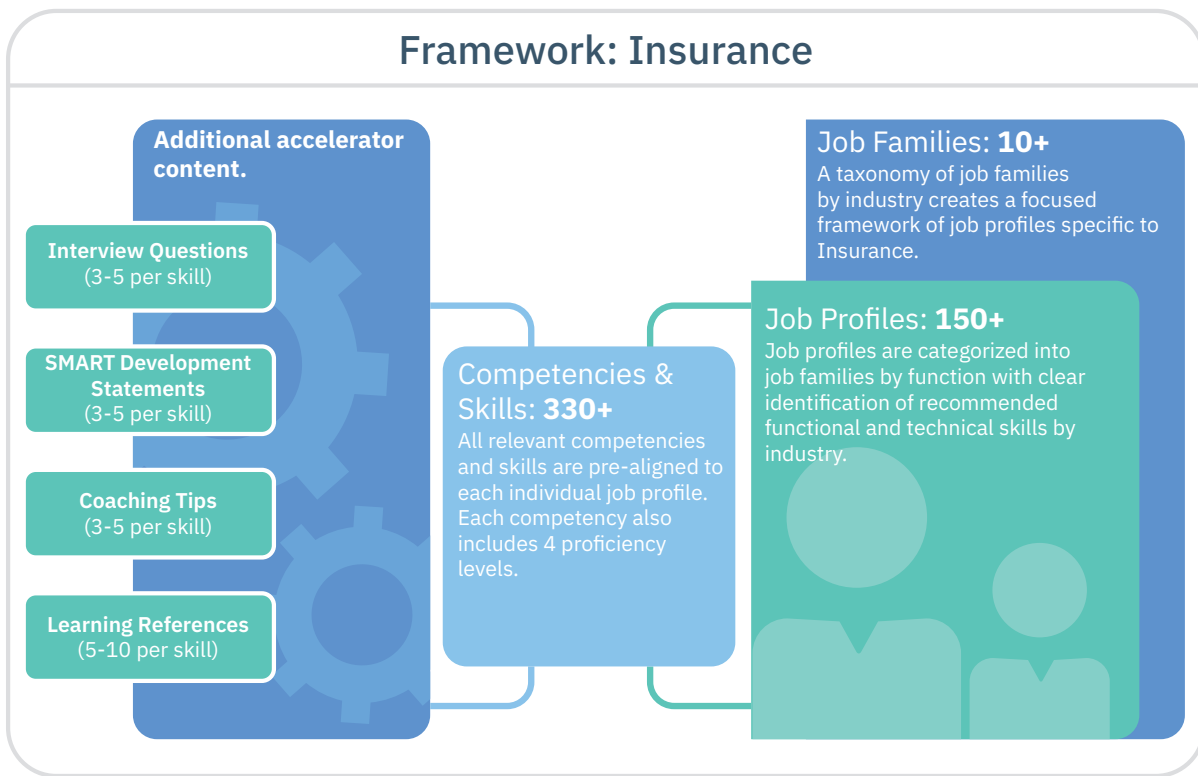 Framework: Insurance
Additional accelerator
content.
Interview Questions
(3-5 per skill)
SMART Development
Statements
(3-5 per skill)
Coaching Tips
(3-5 per skill)
Learning References
(5-10 per skill)
Competencies &
Skills: 330+
All relevant competencies
and skills are pre-aligned to
each individual job profile.
Each competency also
includes 4 proficiency
levels.
Job Families: 10+
A taxonomy of job families
by industry creates a focused
framework of job profiles specific to
Insurance.
Job Profiles: 150+
Job profiles are categorized into
job families by function with clear
identification of recommended
functional and technical skills by
industry.